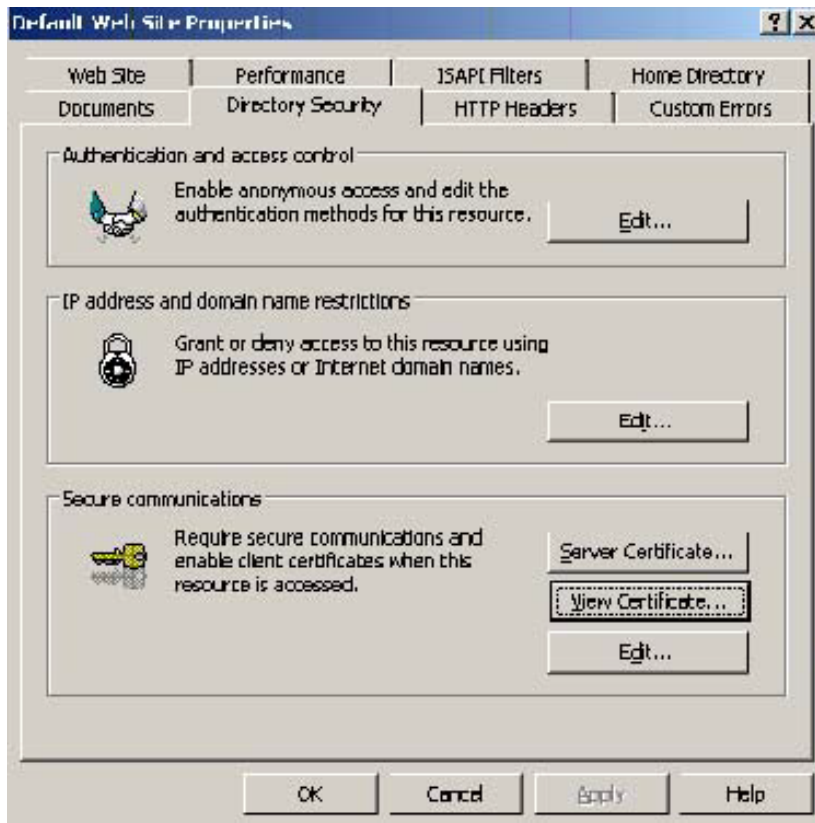 Default Web Site Properties
Web Site
Performance
ISAPI Filters
Home Directory
Documents
Directory Security
HTTP Headers
Custom Errors
Authentication and access control
Enable anonymous access and edit the
authentication methods for this resource.
Edit...
IP address and domain name restrictions
Grant or deny access to this resource using
IP addresses or Internet domain names.
Edit...
Secure communications
Require secure communications and
enable client certificates when this
resource is accessed.
Server Certificate...
View Certificate...
Edit...
OK
Cancel
Apply
Help